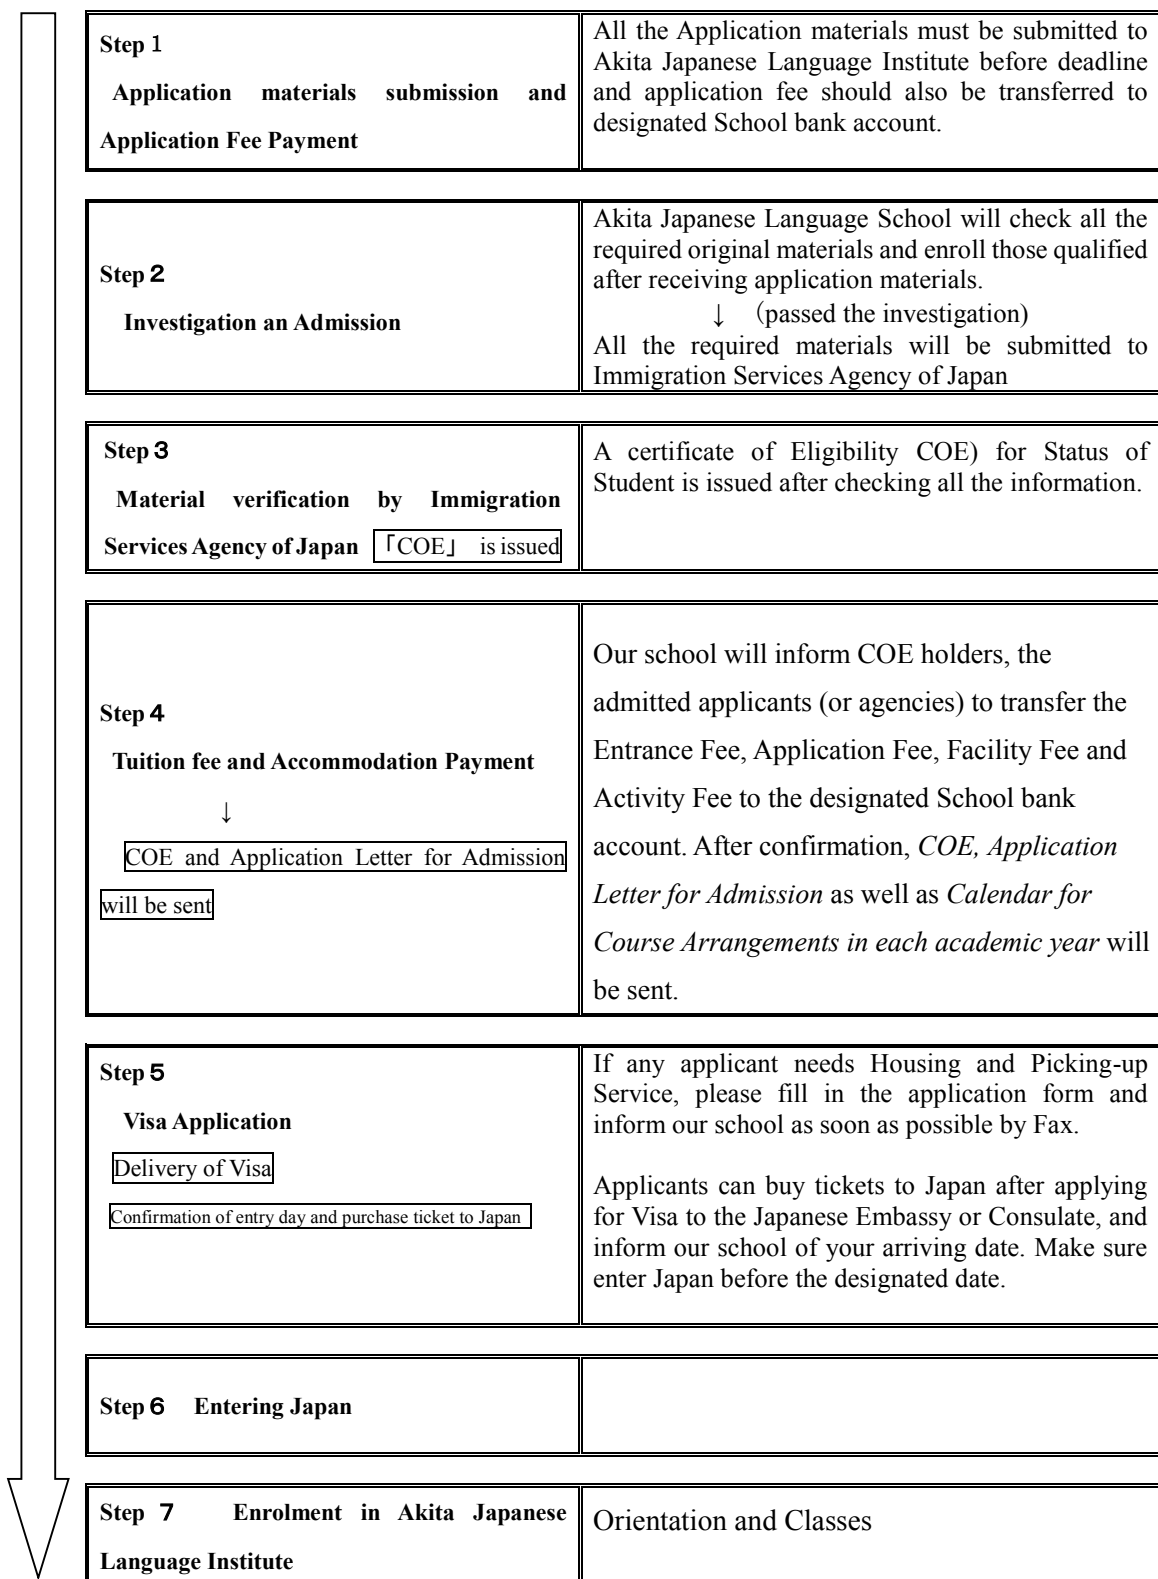 Step 1
Application materials submission and
Application Fee Payment
All the Application materials must be submitted to
Akita Japanese Language Institute before deadline
and application fee should also be transferred to
designated School bank account.
Step 2
Investigation an Admission
Akita Japanese Language School will check all the
required original materials and enroll those qualified
after receiving application materials.
↓ （passed the investigation)
All the required materials will be submitted to
Immigration Services Agency of Japan
Step 3
Material verification by Immigration
Services Agency of Japan 「COE」 is issued
A certificate of Eligibility COE) for Status of
Student is issued after checking all the information.
Step 4
Tuition fee and Accommodation Payment
↓
COE and Application Letter for Admission
will be sent
Our school will inform COE holders, the
admitted applicants (or agencies) to transfer the
Entrance Fee, Application Fee, Facility Fee and
Activity Fee to the designated School bank
account. After confirmation, COE, Application
Letter for Admission as well as Calendar for
Course Arrangements in each academic year will
be sent.
Step 5
Visa Application
Delivery of Visa
Confirmation of entry day and purchase ticket to Japan
If any applicant needs Housing and Picking-up
Service, please fill in the application form and
inform our school as soon as possible by Fax.
Applicants can buy tickets to Japan after applying
for Visa to the Japanese Embassy or Consulate, and
inform our school of your arriving date. Make sure
enter Japan before the designated date.
Step 6 Entering Japan
Step 7 Enrolment in Akita Japanese
Language Institute
Orientation and Classes